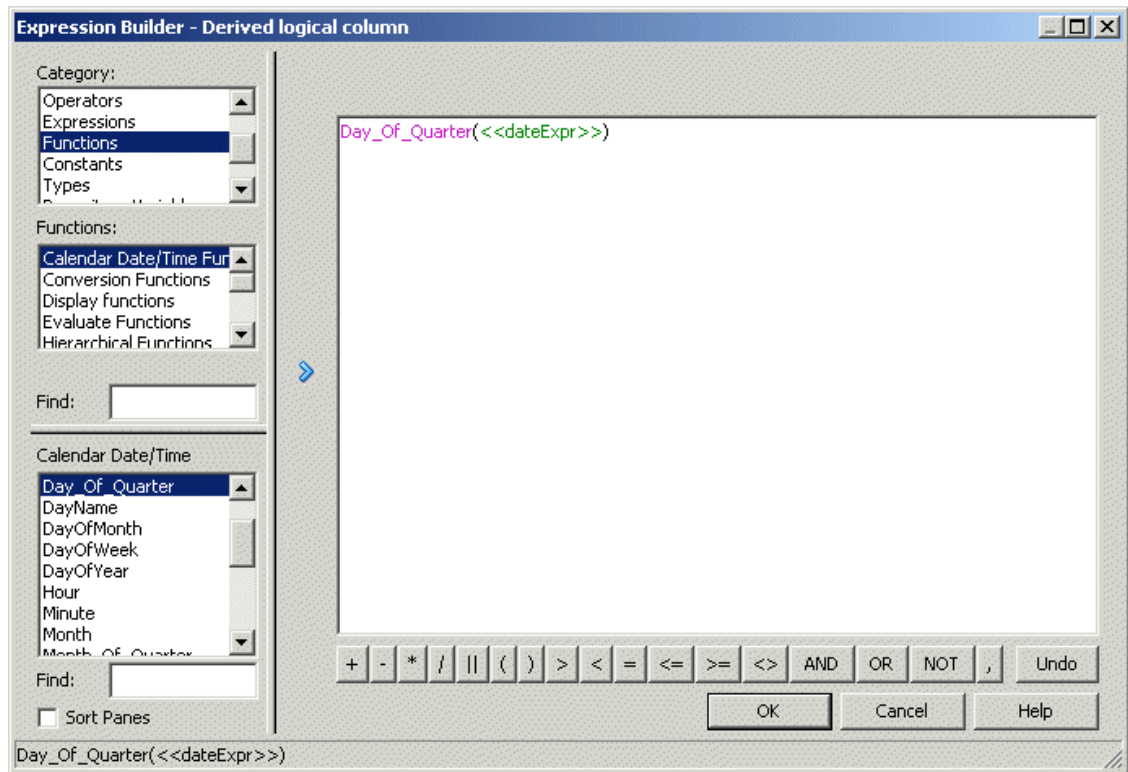 Expression Builder - Derived logical column
Category:
Operators
Expressions
Functions
Constants
Types
Functions:
Calendar Date/Time Fun
Conversion Functions
Display functions
Evaluate Functions
Hierarchical Functions
Find:
Calendar Date/Time
Day_Of_Quarter
DayName
DayOfMonth
DayOfWeek
DayOfYear
Hour
Minute
Month
Month_Of_Quarter
Find:
Sort Panes
Day_Of_Quarter(<<dateExpr>>)
+ - * / || ( ) > < = <= >= <> AND OR NOT , Undo
OK Cancel Help
Day_Of_Quarter(<<dateExpr>>)